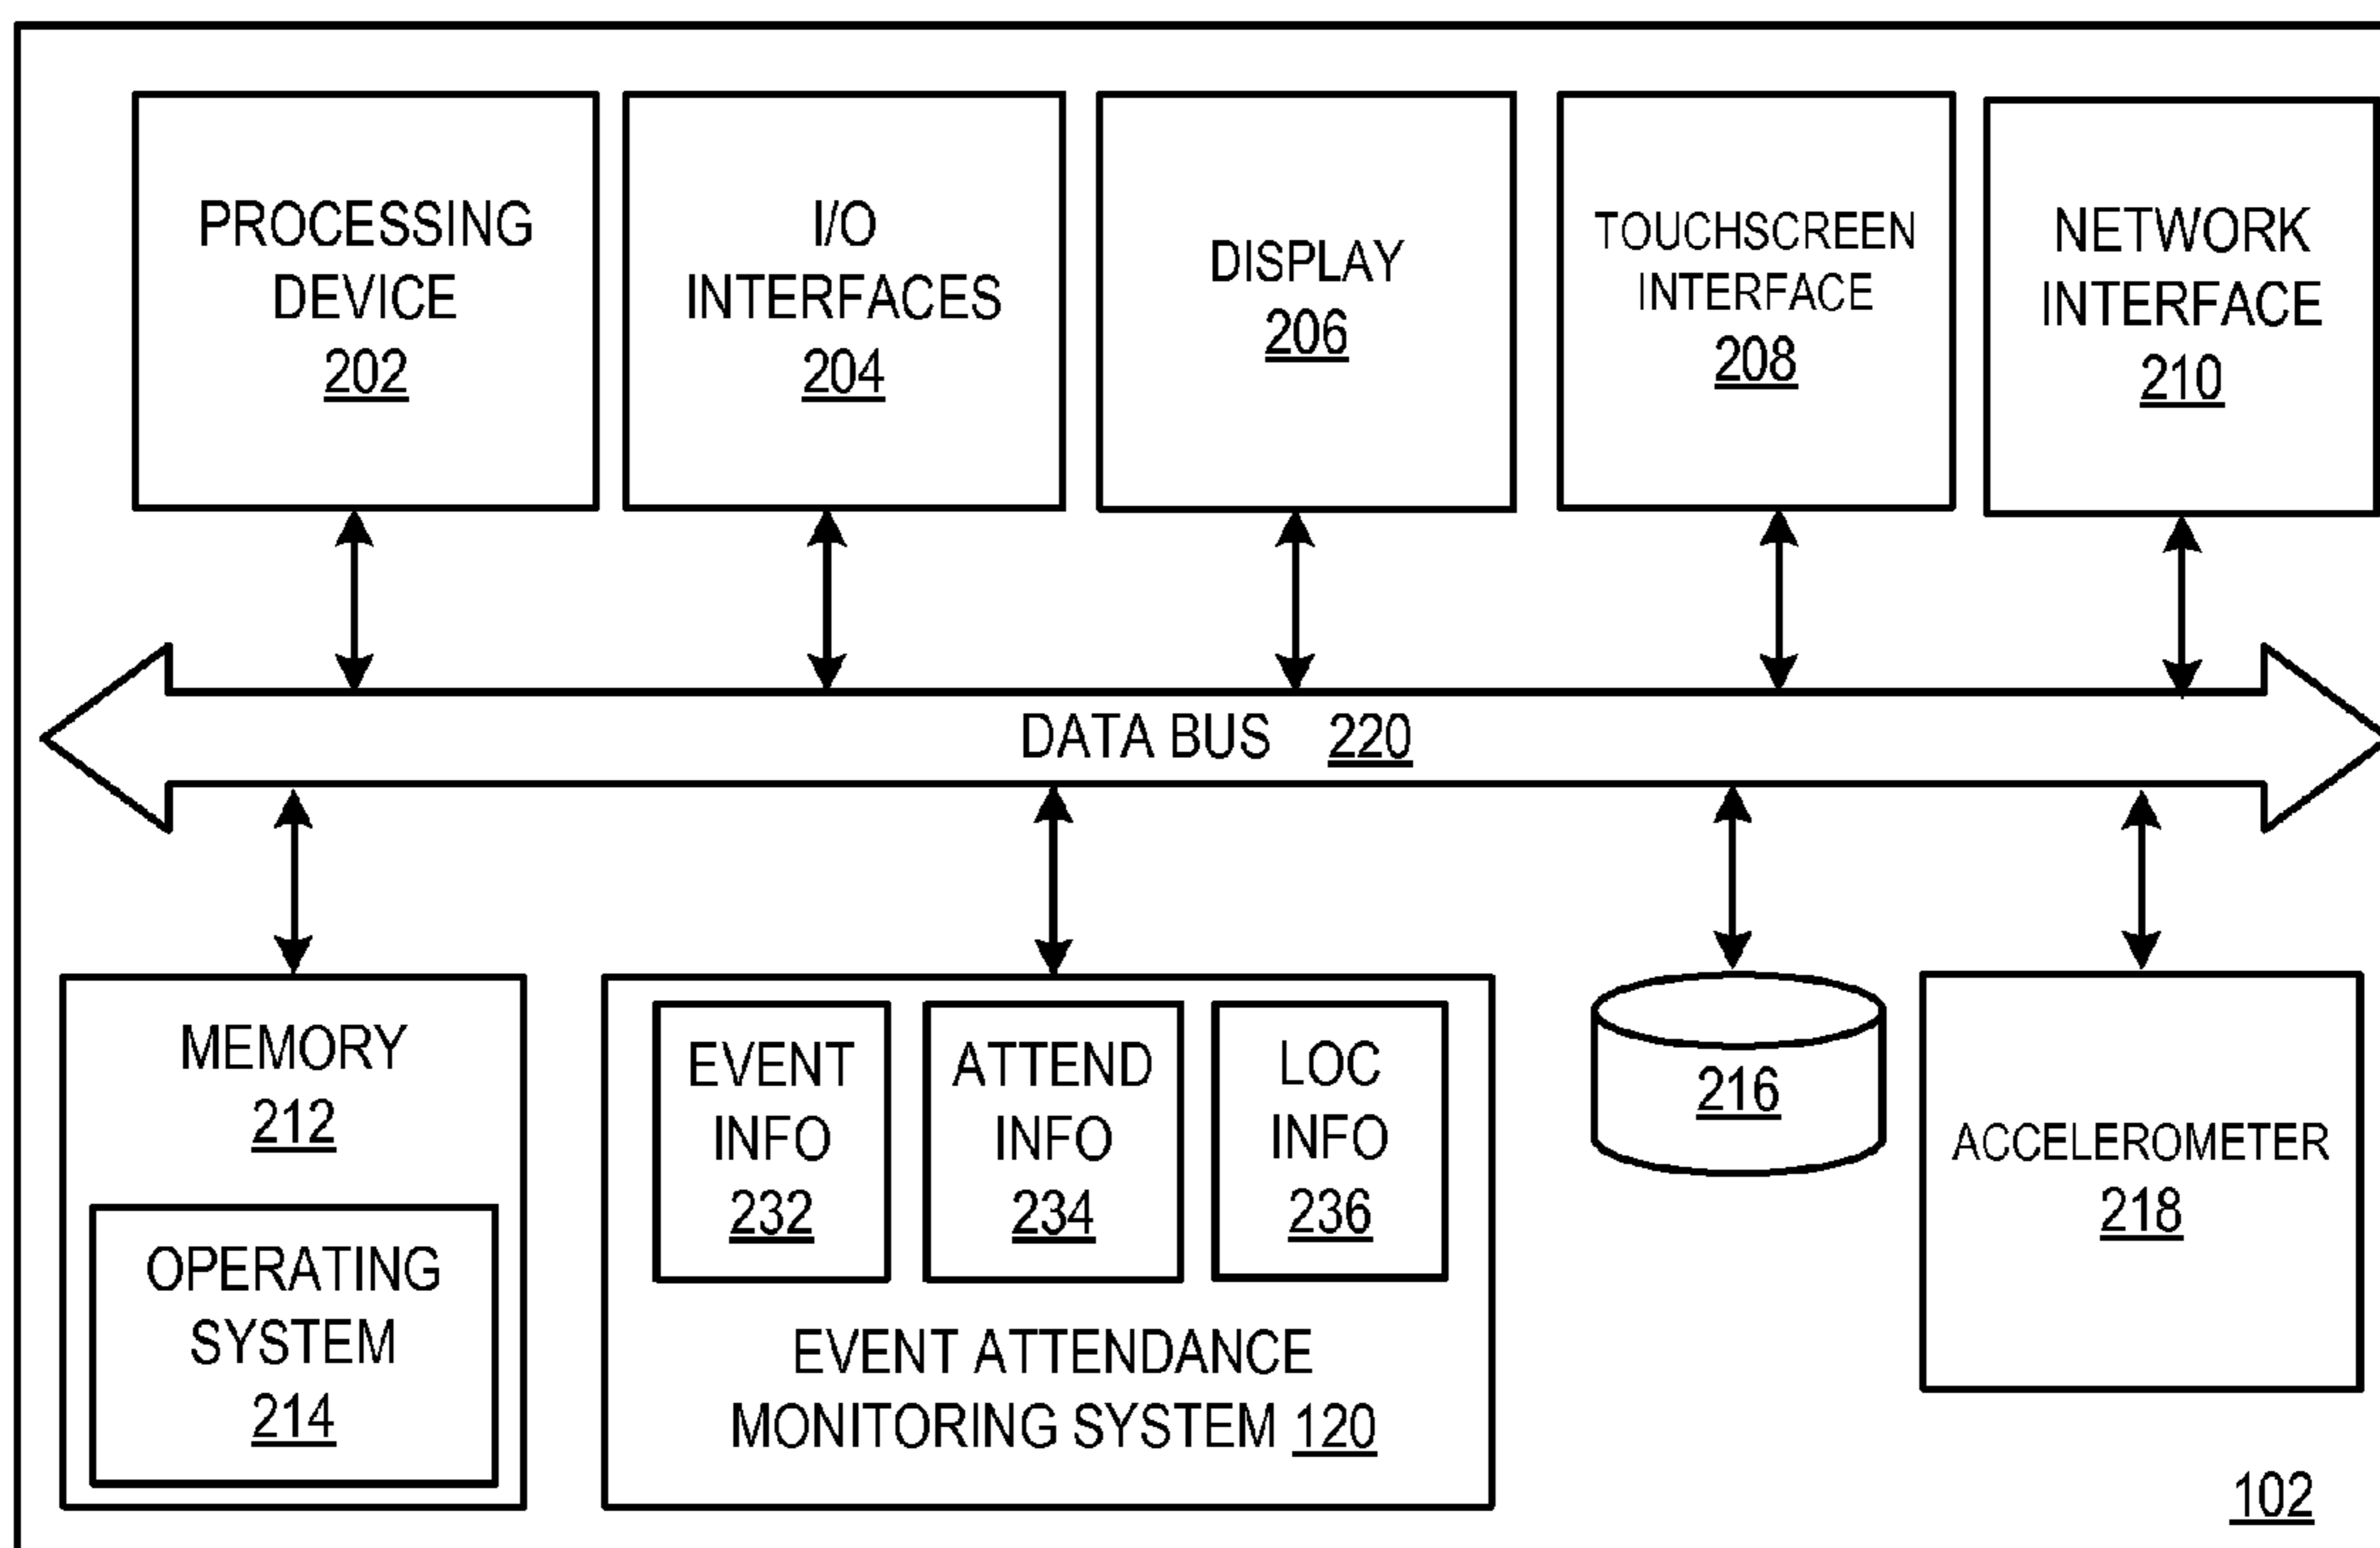 PROCESSING
DEVICE
202
I/O
INTERFACES
204
DISPLAY
206
TOUCHSCREEN
INTERFACE
208
NETWORK
INTERFACE
210
DATA BUS 220
MEMORY
212
OPERATING
SYSTEM
214
EVENT
INFO
232
ATTEND
INFO
234
LOC
INFO
236
EVENT ATTENDANCE
MONITORING SYSTEM 120
216
ACCELEROMETER
218
102